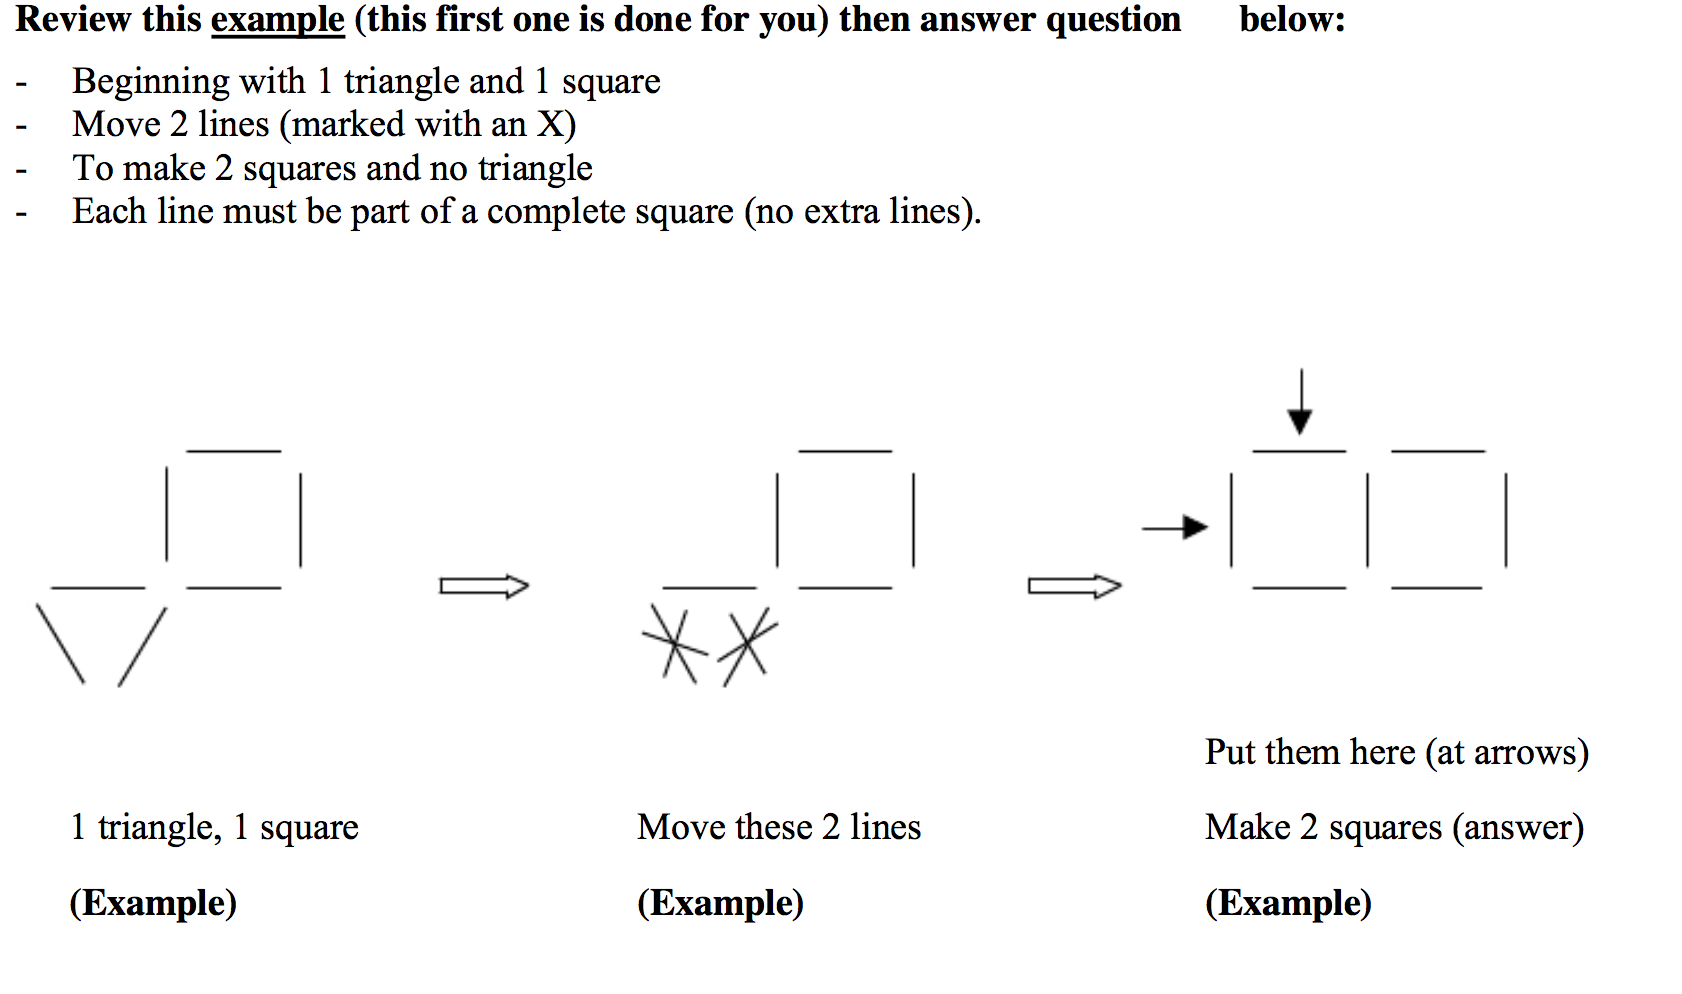 Review this example (this first one is done for you) then answer question below:
- Beginning with 1 triangle and 1 square
- Move 2 lines (marked with an X)
- To make 2 squares and no triangle
- Each line must be part of a complete square (no extra lines).
Put them here (at arrows)
1 triangle, 1 square
Move these 2 lines
Make 2 squares (answer)
(Example)
(Example)
(Example)